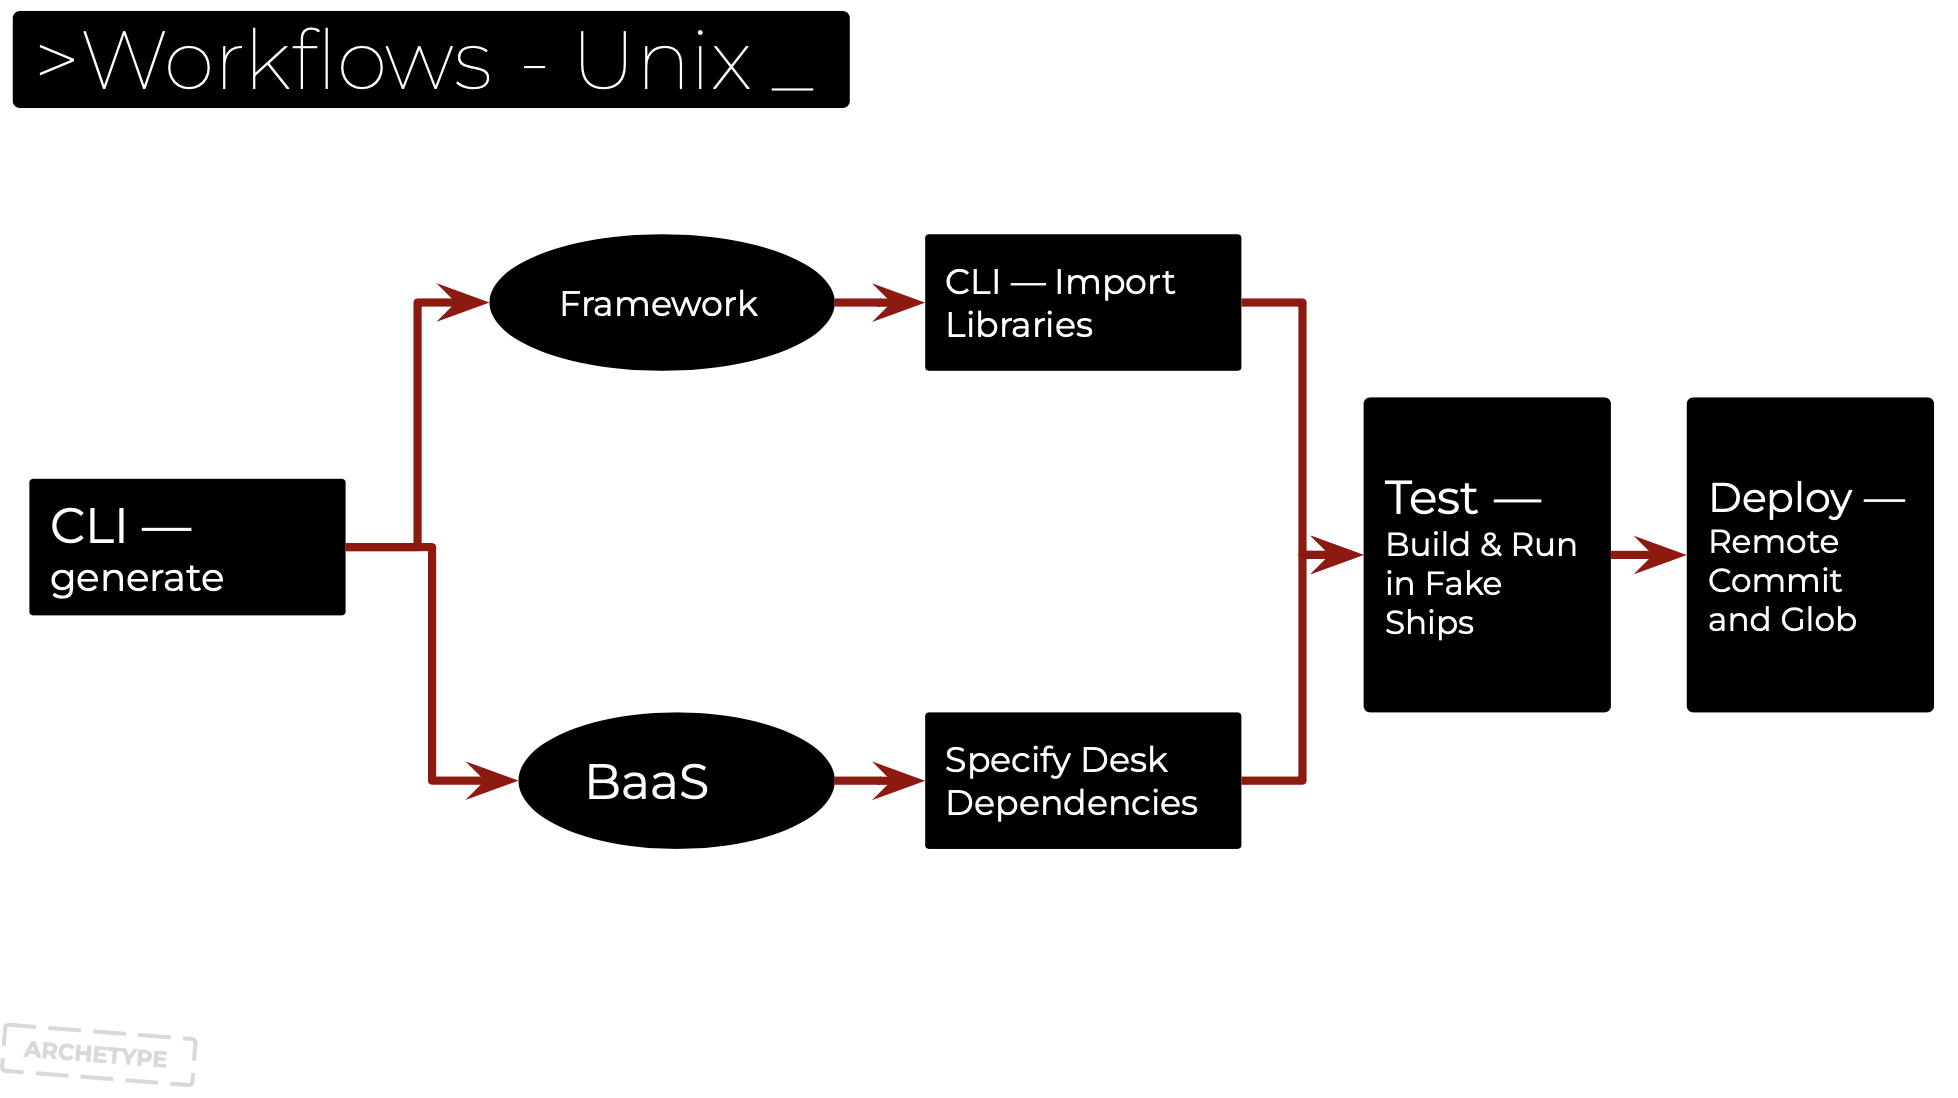 >Workflows - Unix _
Framework
CLI — Import
Libraries
CLI —
generate
Test —
Build & Run
in Fake
Ships
Deploy —
Remote
Commit
and Glob
BaaS
Specify Desk
Dependencies
ARCHETYPE